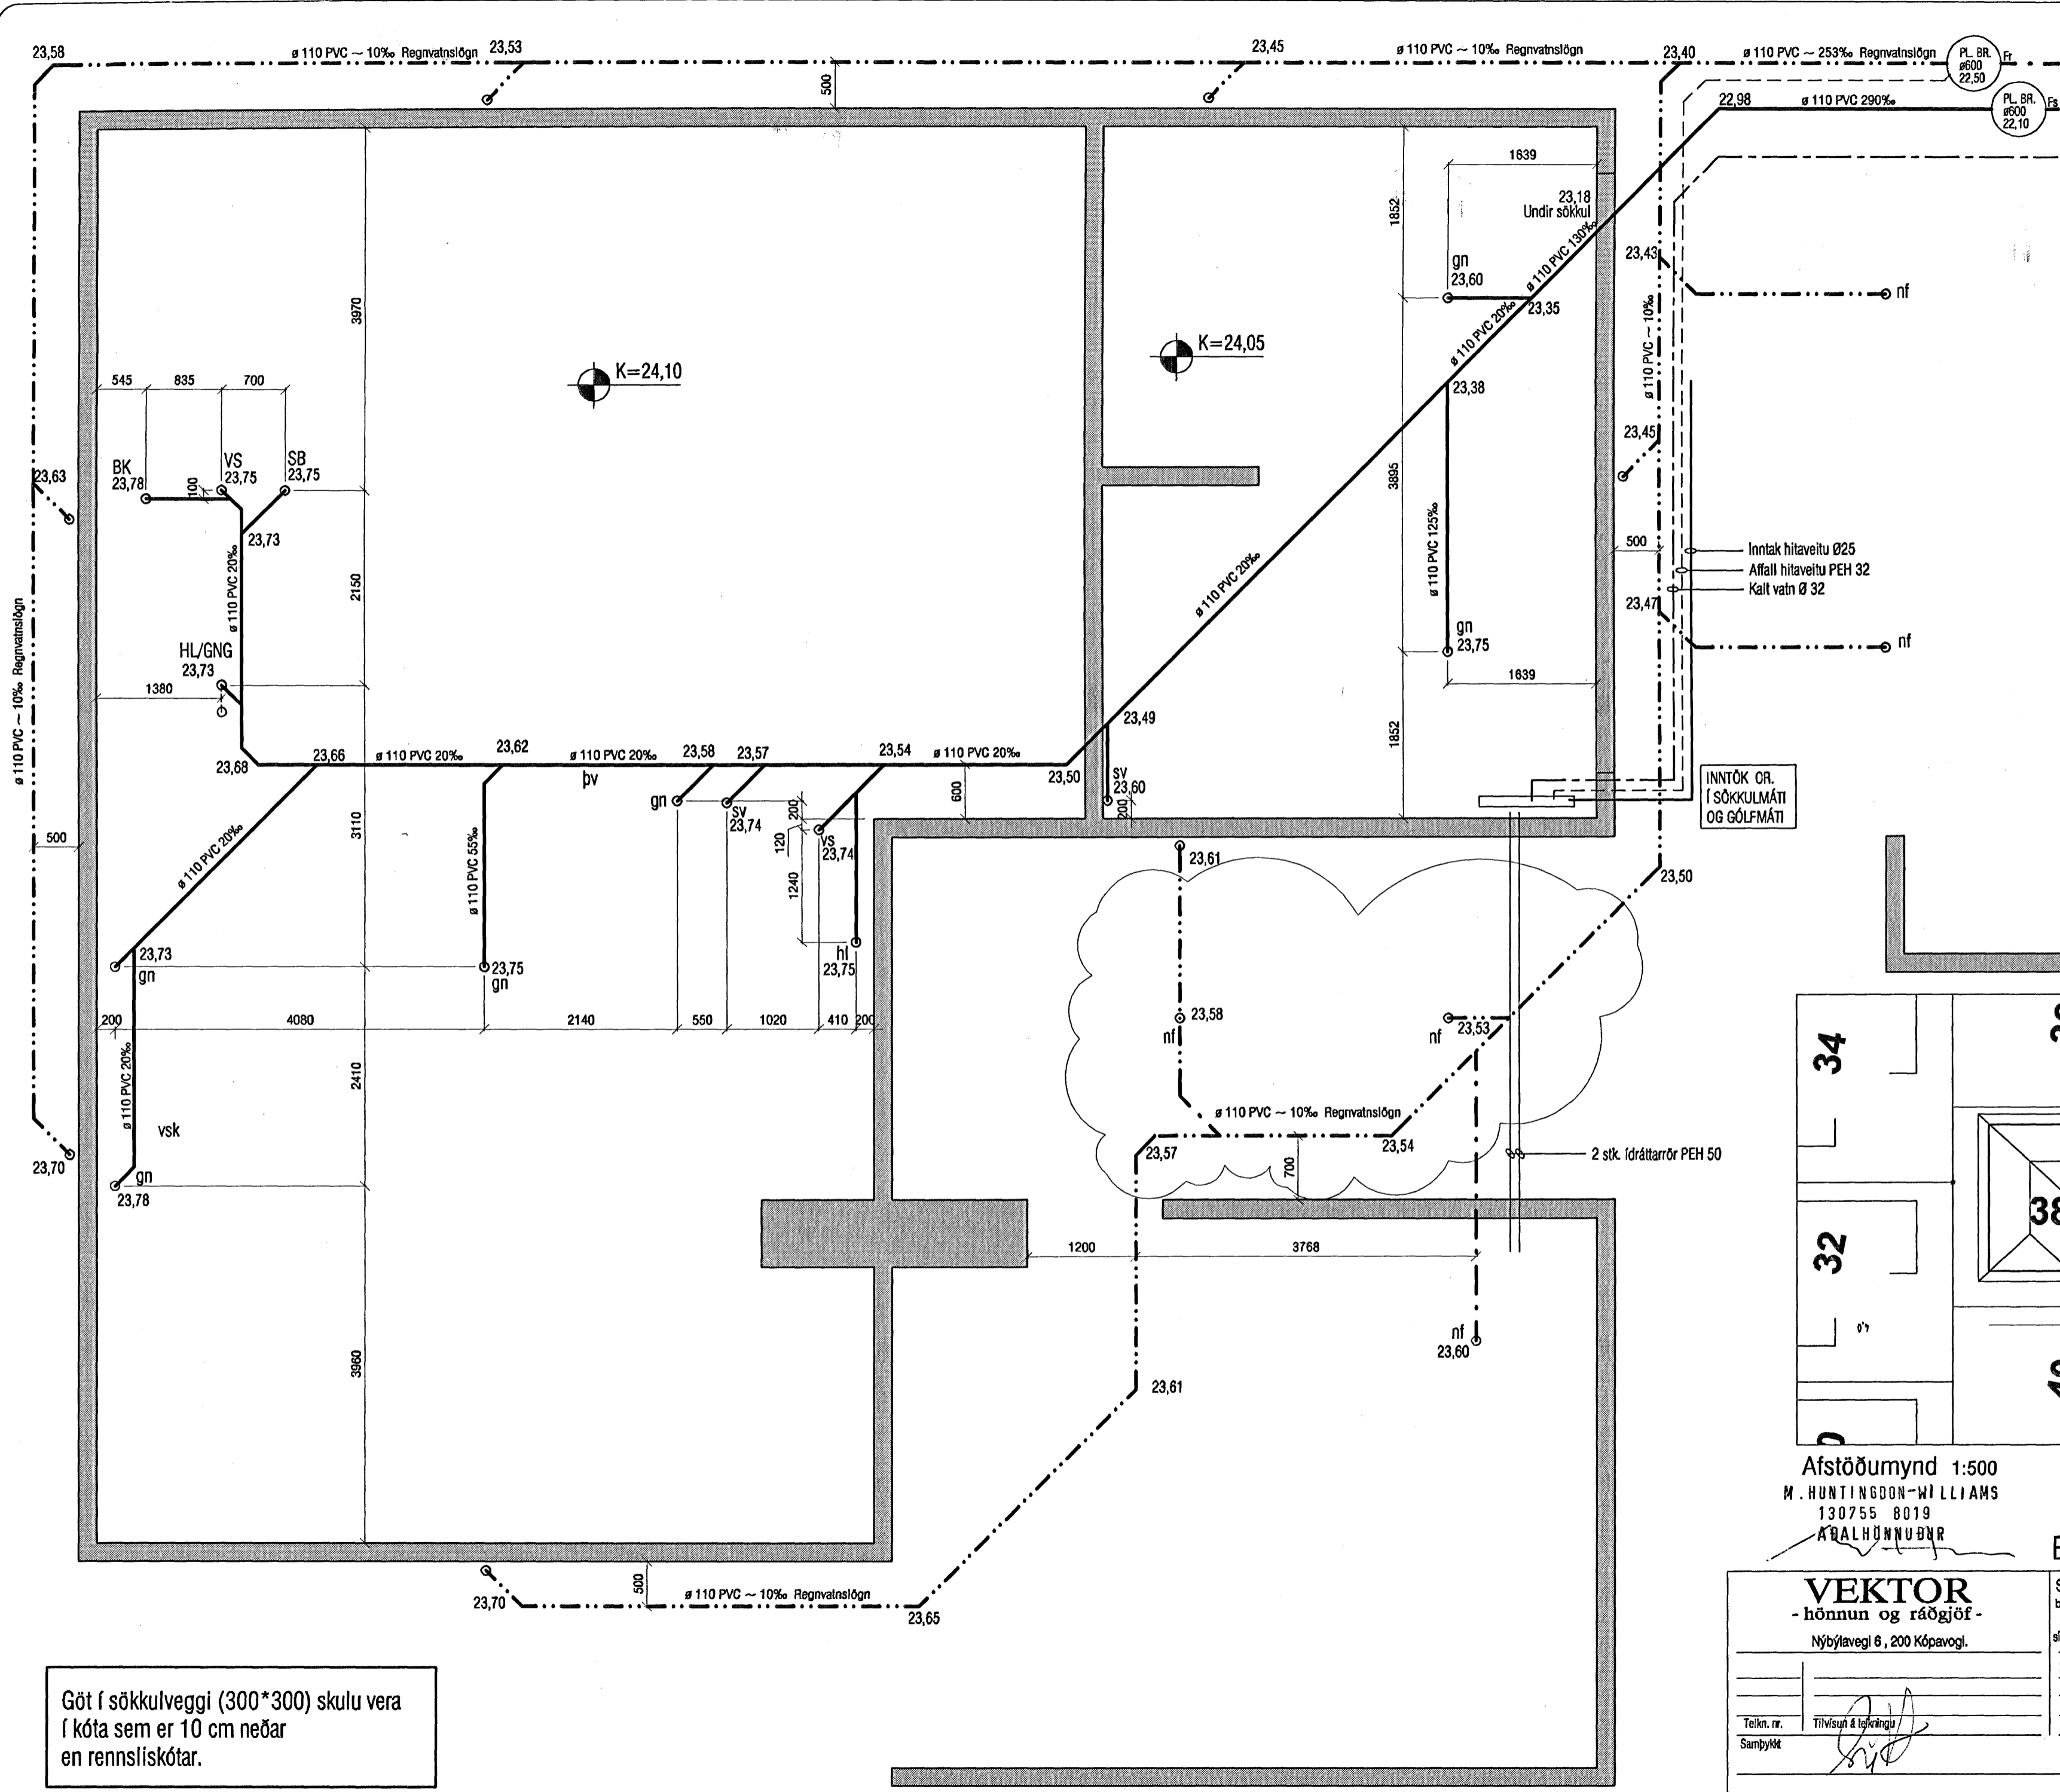 23,58
ø 110 PVC ~ 10‰ Regnvatnslögn
23,53
23,45
ø 110 PVC ~ 10‰ Regnvatnslögn
23,40
ø 110 PVC ~ 253‰ Regnvatnslögn
PL. BR.
ø600
22,50
Fr
22,98
ø 110 PVC 290‰
PL. BR.
ø600
22,10
Fs
500
1639
1852
23,18
Undir sökkul
ø 110 PVC 130‰
gn
23,60
23,35
23,43
nf
ø 110 PVC ~ 10‰
3970
K=24,10
K=24,05
ø 110 PVC 20‰
23,38
545
835
700
BK
23,78
VS
23,75
SB
23,75
100
23,63
23,73
23,45
3895
ø 110 PVC 125‰
500
Inntak hitaveitu Ø25
Affall hitaveitu PEH 32
Kalt vatn Ø 32
23,47
nf
ø 110 PVC 20‰
2150
ø 110 PVC 20‰
HL/GNG
23,73
1380
gn
23,75
1639
ø 110 PVC ~ 10‰ Regnvatnslögn
23,49
1852
23,68
23,66
ø 110 PVC 20‰
23,62
ø 110 PVC 20‰
þv
23,58
23,57
23,54
ø 110 PVC 20‰
23,50
sv
23,60
200
600
INNTÖK OR.
Í SÖKKULMÁTI
OG GÓLFMÁTI
gn
sv
23,74
200
120
vs
23,74
1240
500
3110
ø 110 PVC 20‰
ø 110 PVC 55‰
23,61
23,50
23,73
gn
23,75
gn
hl
23,75
200
4080
2140
550
1020
410
200
23,58
nf
23,53
nf
ø 110 PVC 20‰
2410
vsk
gn
23,78
23,70
ø 110 PVC ~ 10‰ Regnvatnslögn
23,57
23,54
700
2 stk. ídráttarrör PEH 50
34
32
38
1200
3768
3960
nf
23,60
23,61
Afstöðumynd 1:500
M.HUNTINGDON-WILLIAMS
130755 8019
AÐALHÖNNUÐUR
500
23,70
ø 110 PVC ~ 10‰ Regnvatnslögn
23,65
VEKTOR
- hönnun og ráðgjöf -
Nýbýlavegi 6 , 200 Kópavogi.
Teikn. nr.
Tilvísun á teikningu
Samþykkt
Göt í sökkulveggi (300*300) skulu vera
í kóta sem er 10 cm neðar
en rennsliskótar.